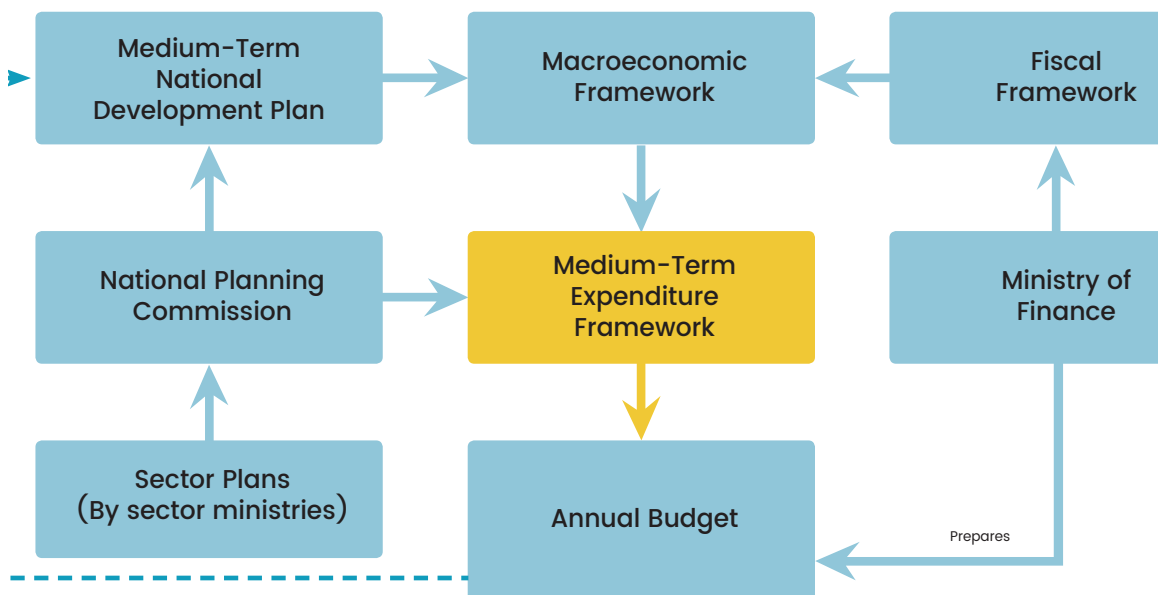 Medium-Term
National
Development Plan
Macroeconomic
Framework
Fiscal
Framework
National Planning
Commission
Medium-Term
Expenditure
Framework
Ministry of
Finance
Sector Plans
(By sector ministries)
Annual Budget
Prepares